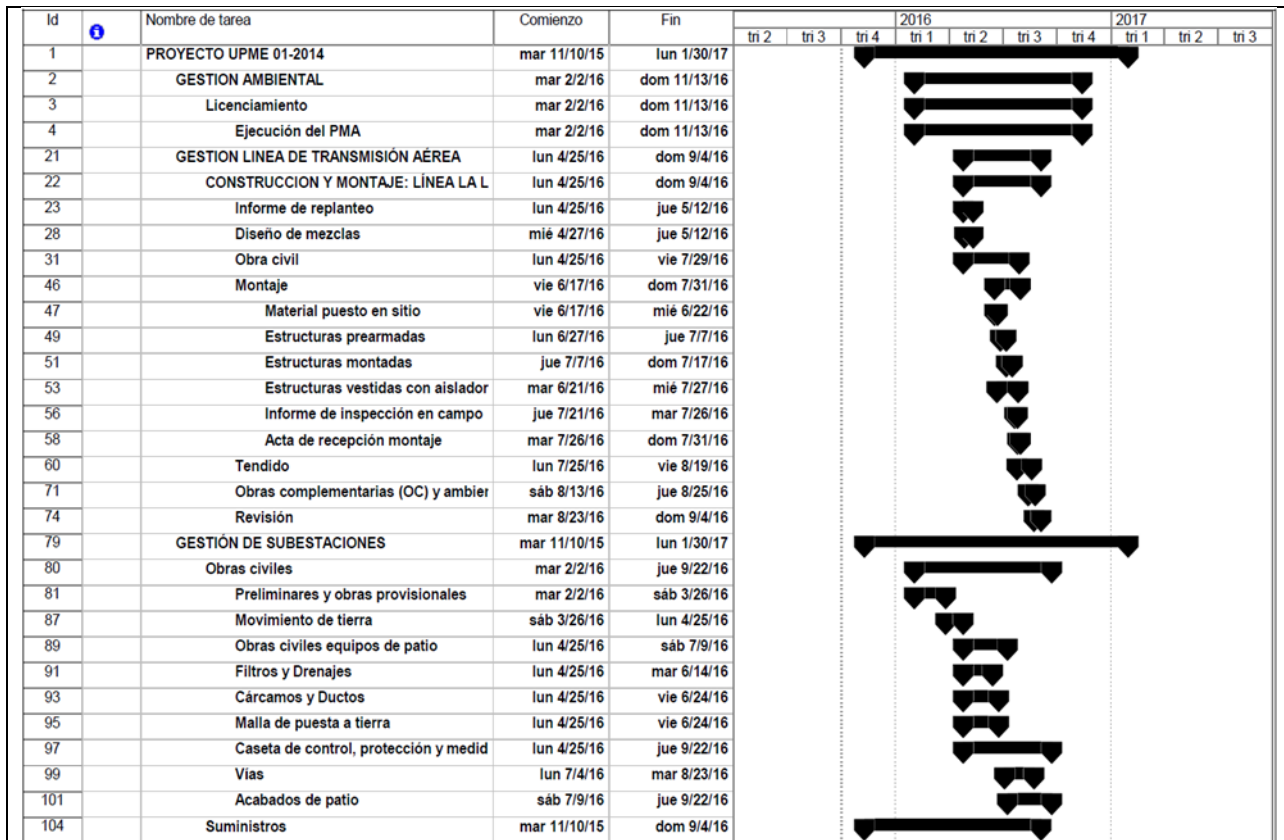 Id Nombre de tarea Comienzo Fin 2016 2017
tri 2 tri 3 tri 4 tri 1 tri 2 tri 3 tri 4 tri 1 tri 2 tri 3
1 PROYECTO UPME 01-2014 mar 11/10/15 lun 1/30/17
2 GESTION AMBIENTAL mar 2/2/16 dom 11/13/16
3 Licenciamiento mar 2/2/16 dom 11/13/16
4 Ejecución del PMA mar 2/2/16 dom 11/13/16
21 GESTION LINEA DE TRANSMISIÓN AÉREA lun 4/25/16 dom 9/4/16
22 CONSTRUCCION Y MONTAJE: LÍNEA LA L lun 4/25/16 dom 9/4/16
23 Informe de replanteo lun 4/25/16 jue 5/12/16
28 Diseño de mezclas mié 4/27/16 jue 5/12/16
31 Obra civil lun 4/25/16 vie 7/29/16
46 Montaje vie 6/17/16 dom 7/31/16
47 Material puesto en sitio vie 6/17/16 mié 6/22/16
49 Estructuras prearmadas lun 6/27/16 jue 7/7/16
51 Estructuras montadas jue 7/7/16 dom 7/17/16
53 Estructuras vestidas con aislador mar 6/21/16 mié 7/27/16
56 Informe de inspección en campo jue 7/21/16 mar 7/26/16
58 Acta de recepción montaje mar 7/26/16 dom 7/31/16
60 Tendido lun 7/25/16 vie 8/19/16
71 Obras complementarias (OC) y ambier sáb 8/13/16 jue 8/25/16
74 Revisión mar 8/23/16 dom 9/4/16
79 GESTIÓN DE SUBESTACIONES mar 11/10/15 lun 1/30/17
80 Obras civiles mar 2/2/16 jue 9/22/16
81 Preliminares y obras provisionales mar 2/2/16 sáb 3/26/16
87 Movimiento de tierra sáb 3/26/16 lun 4/25/16
89 Obras civiles equipos de patio lun 4/25/16 sáb 7/9/16
91 Filtros y Drenajes lun 4/25/16 mar 6/14/16
93 Cárcamos y Ductos lun 4/25/16 vie 6/24/16
95 Malla de puesta a tierra lun 4/25/16 vie 6/24/16
97 Caseta de control, protección y medid lun 4/25/16 jue 9/22/16
99 Vías lun 7/4/16 mar 8/23/16
101 Acabados de patio sáb 7/9/16 jue 9/22/16
104 Suministros mar 11/10/15 dom 9/4/16